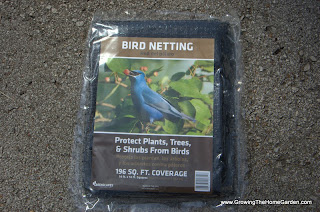 BIRD NETTING
Protect Plants, Trees,
& Shrubs From Birds
196 SQ. FT. COVERAGE
www.GrowingTheHomeGarden.com